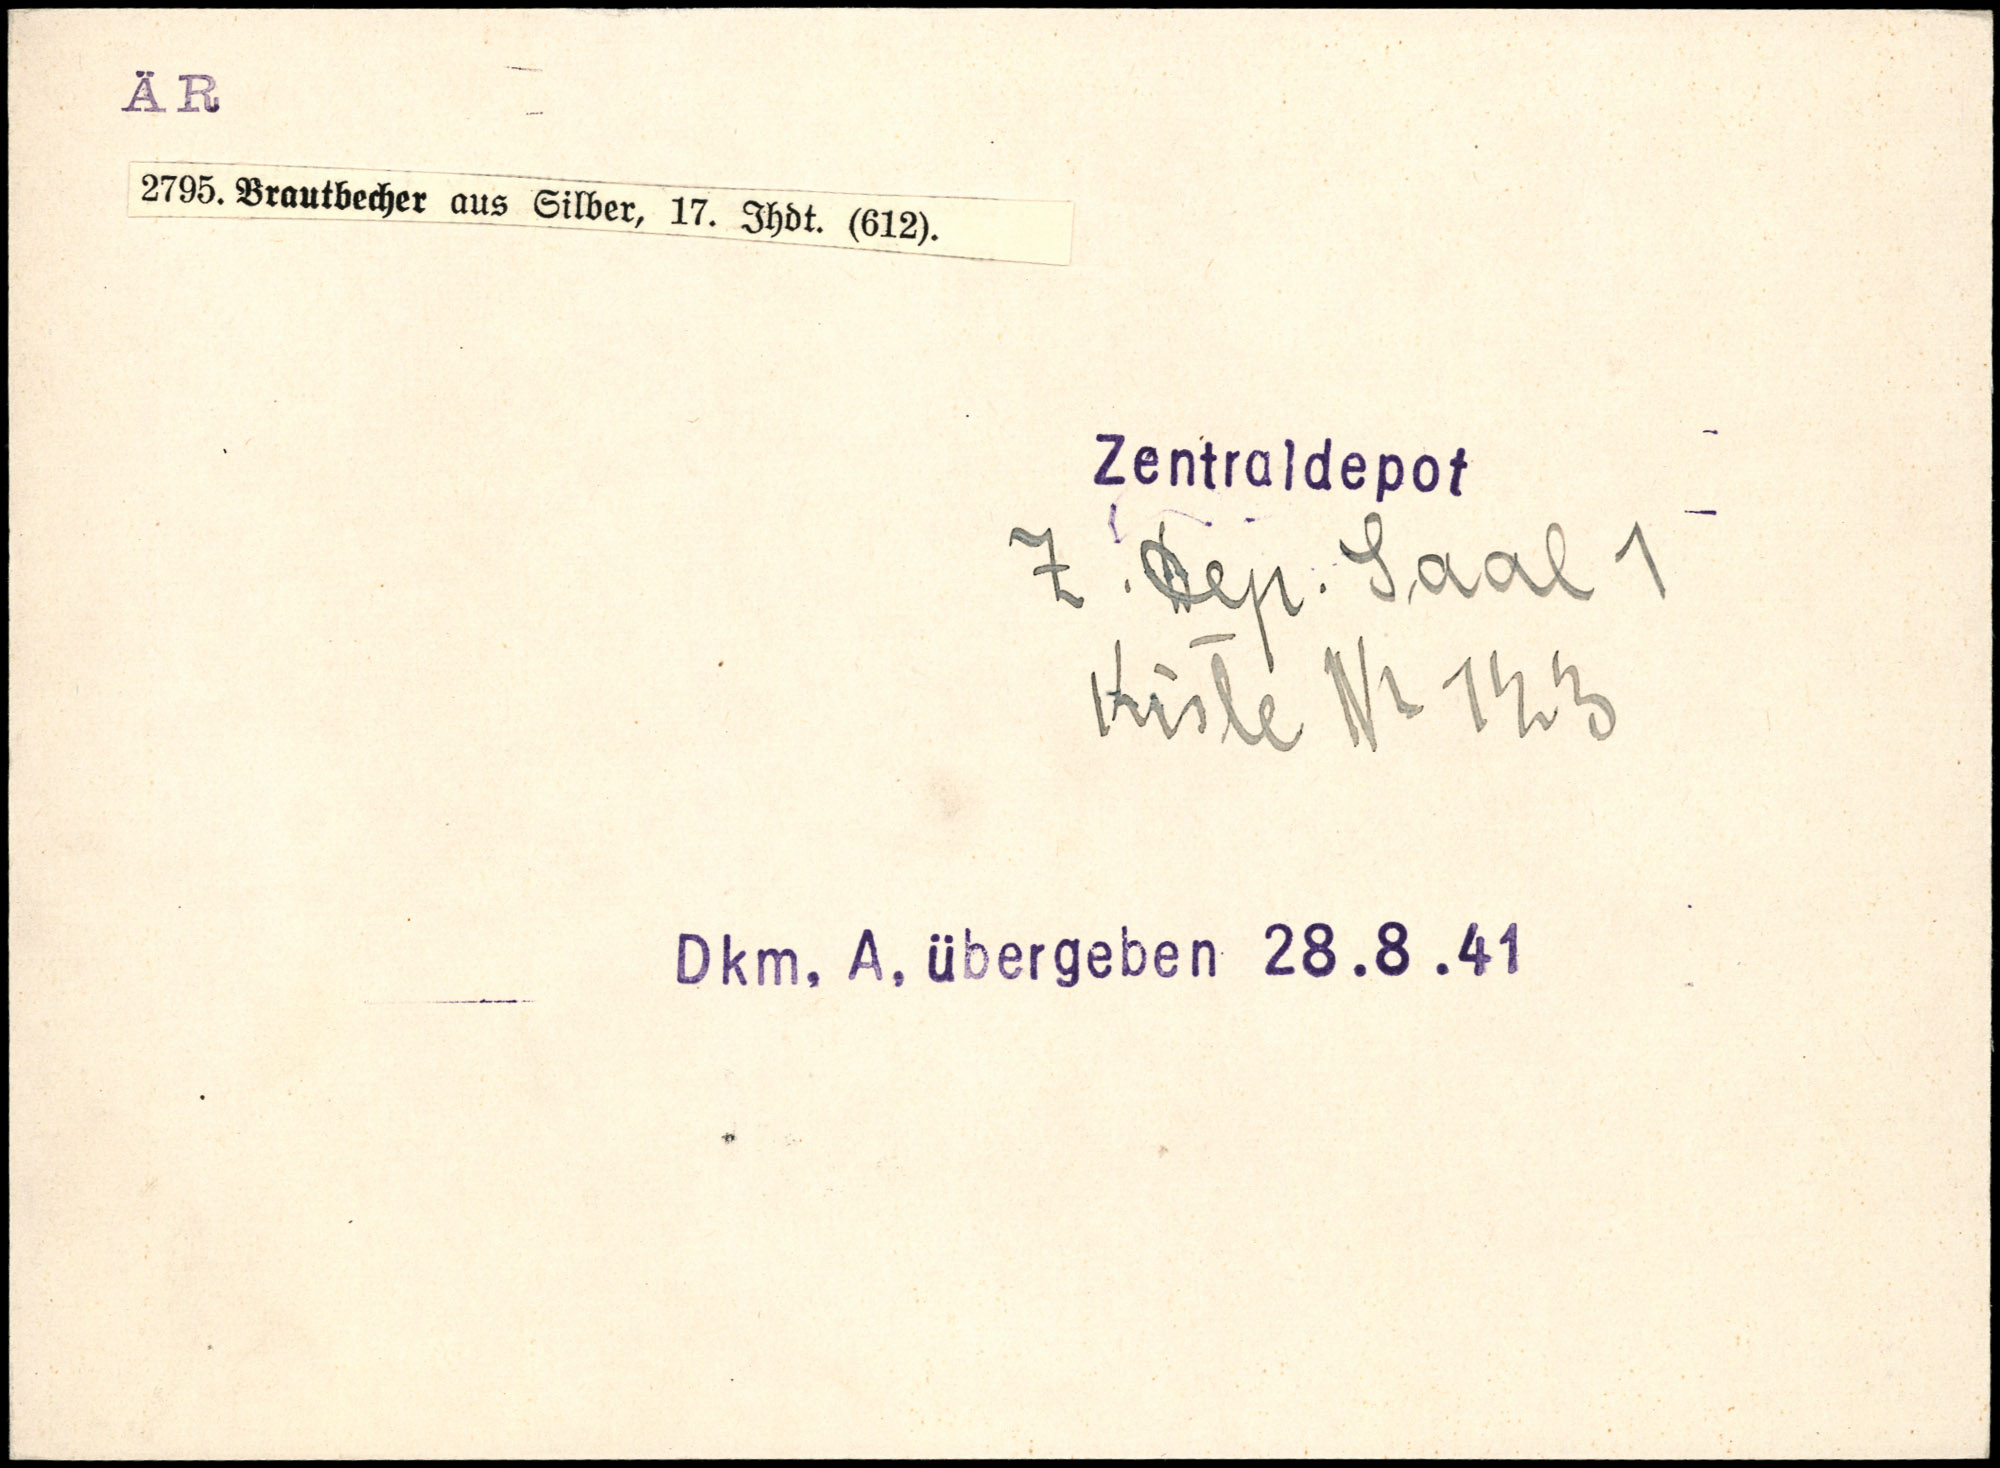 ÄR
2795. Brautbecher aus Silber, 17. Jhdt. (612).
Zentraldepot
Z. Dep. Saal 1
Kiste Nr 123
Dkm. A. übergeben 28.8.41